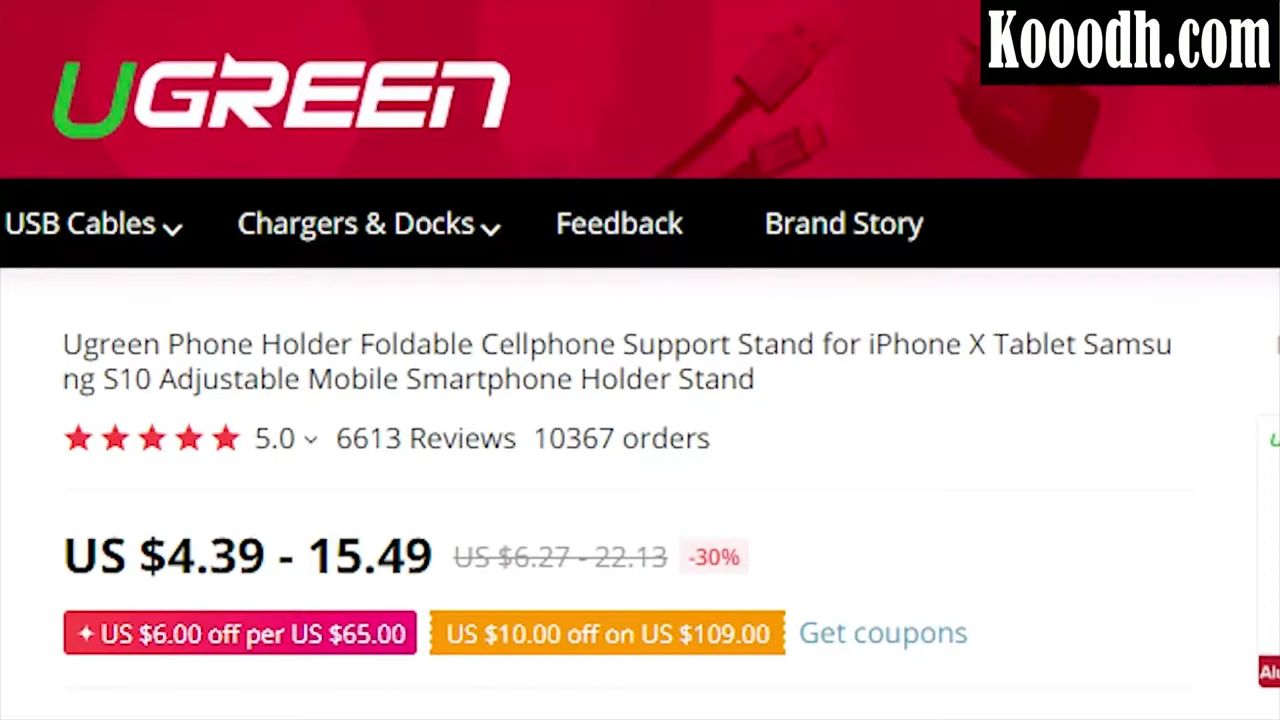 Kooodh.com
UGREEN
USB Cables Chargers & Docks Feedback Brand Story
Ugreen Phone Holder Foldable Cellphone Support Stand for iPhone X Tablet Samsu
ng S10 Adjustable Mobile Smartphone Holder Stand
5.0 6613 Reviews 10367 orders
US $4.39 - 15.49 US $6.27 - 22.13 -30%
US $6.00 off per US $65.00 US $10.00 off on US $109.00 Get coupons